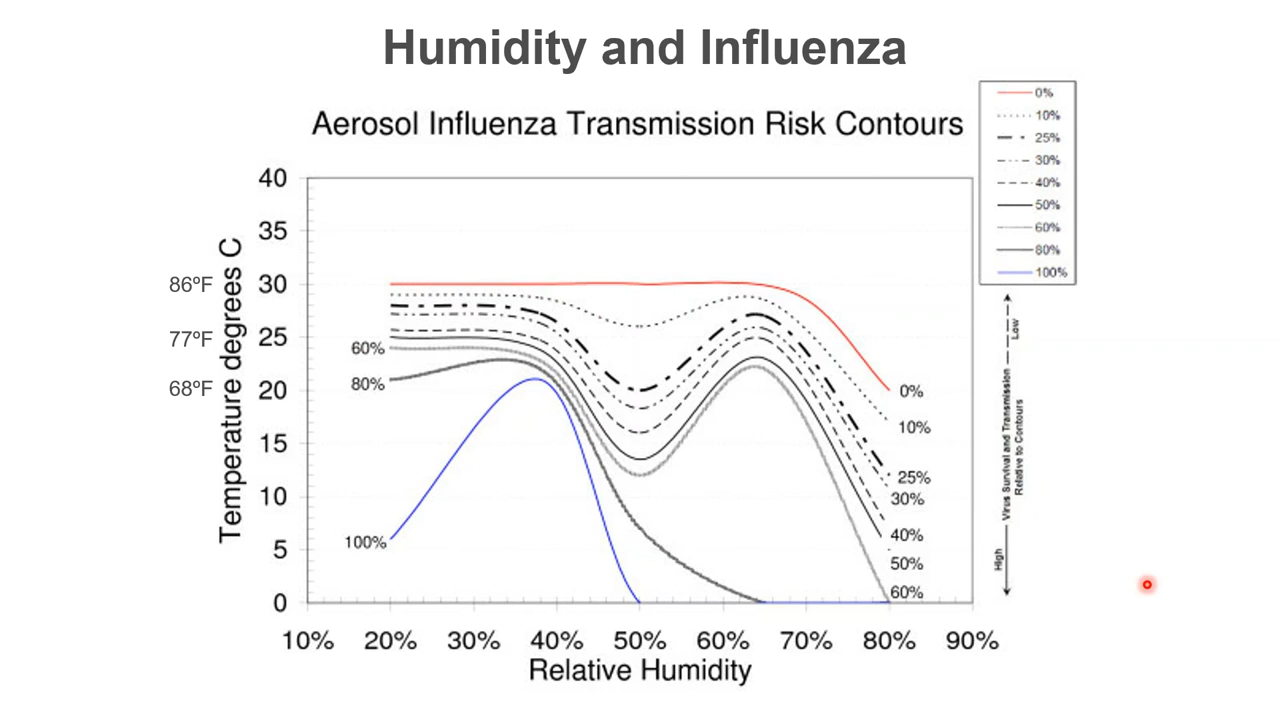 Humidity and Influenza
Aerosol Influenza Transmission Risk Contours
0%
10%
25%
30%
40%
50%
60%
80%
100%
40
35
86ºF 30
77ºF 25
68ºF 20
15
10
5
0
Temperature degrees C
60%
80%
100%
0%
10%
25%
30%
40%
50%
60%
Low
Virus Survival and Transmission
Relative to Contours
High
10% 20% 30% 40% 50% 60% 70% 80% 90%
Relative Humidity